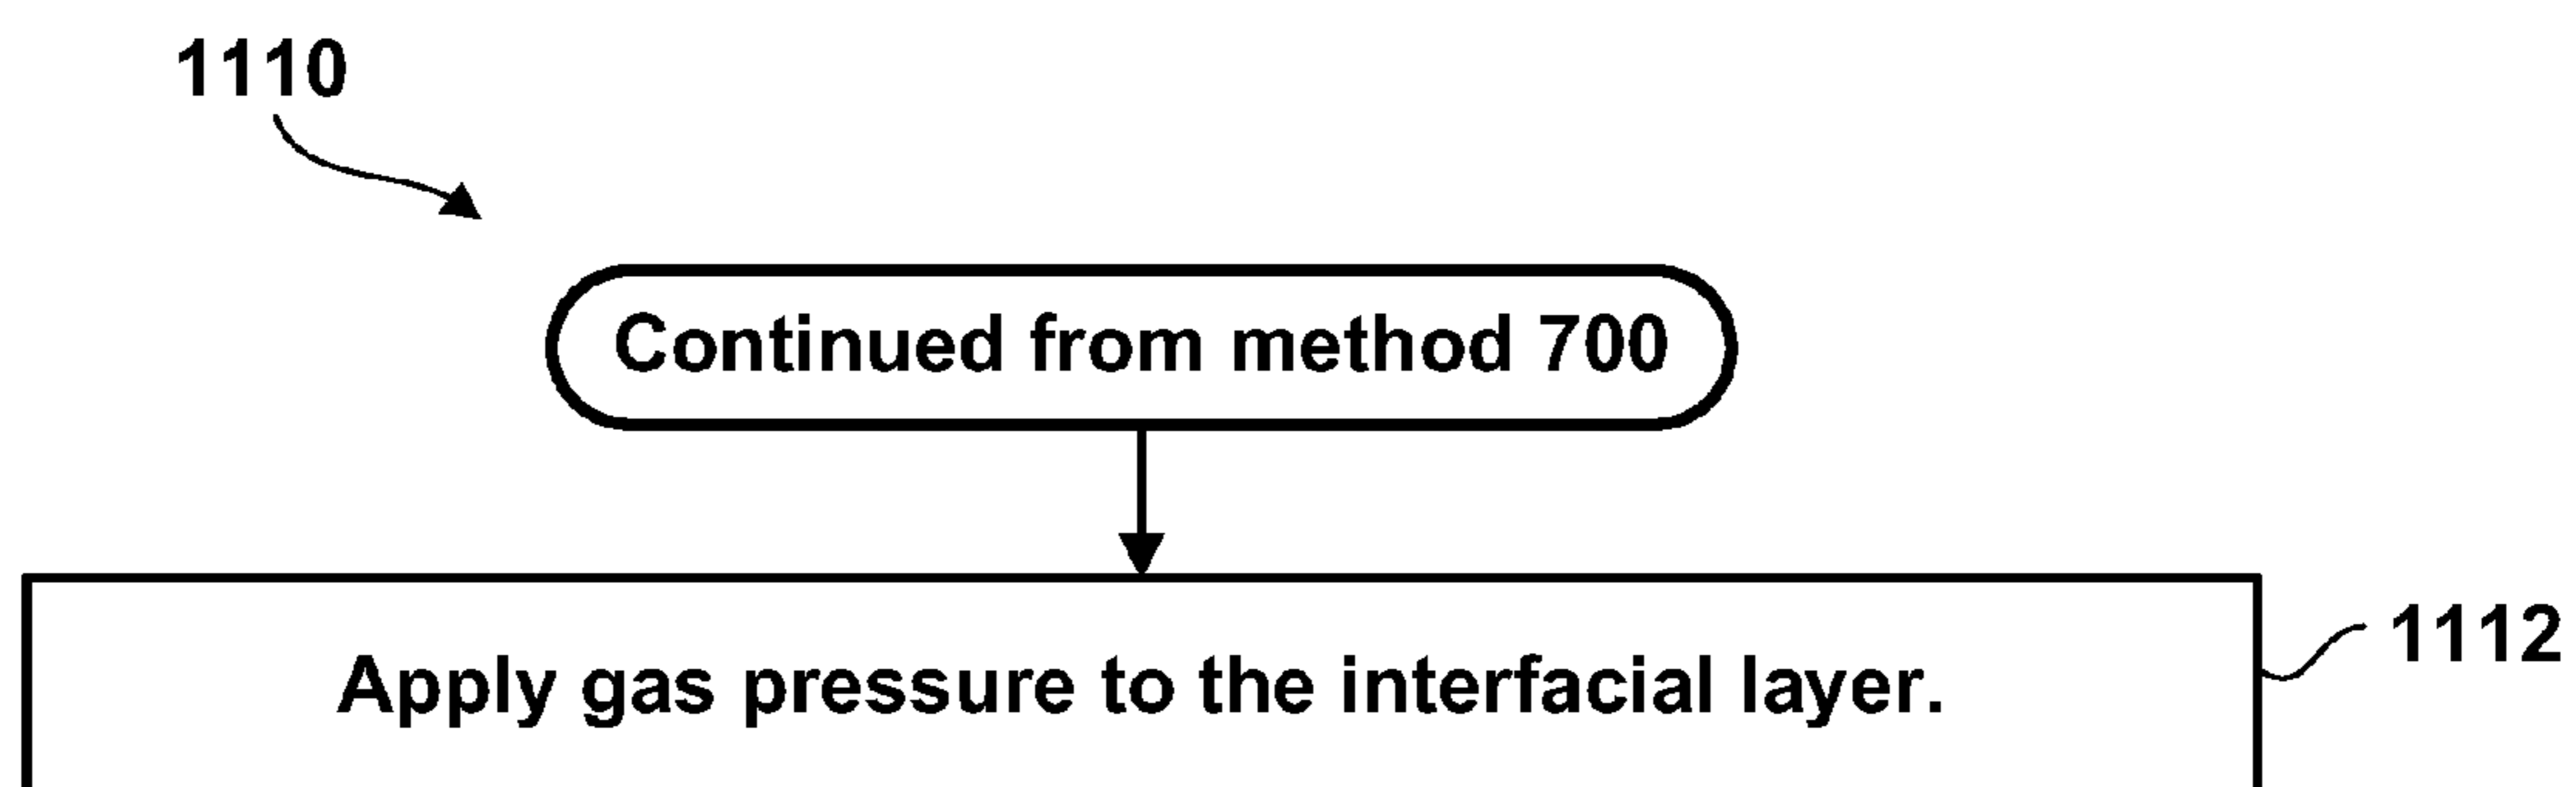 1110
Continued from method 700
Apply gas pressure to the interfacial layer.
1112